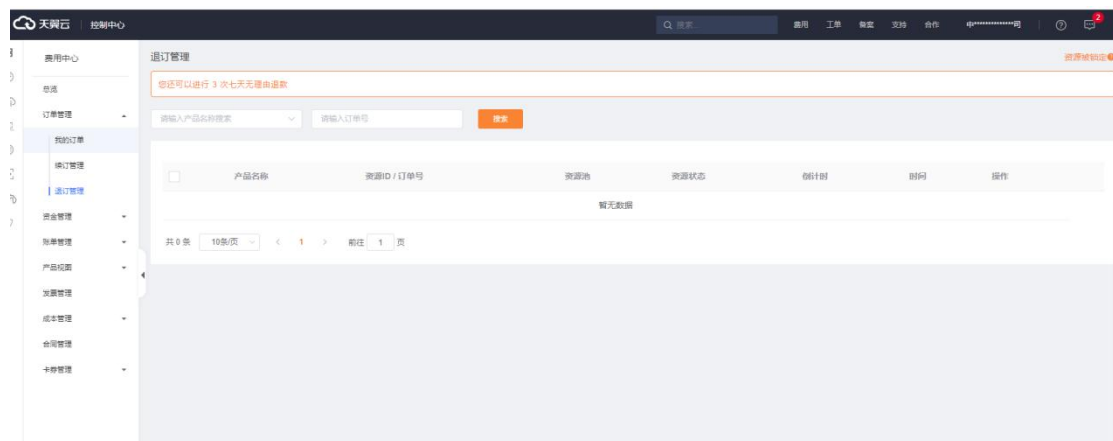 天翼云 控制中心 搜索... 费用 工单 备案 支持 合作 中**************司 2
费用中心
退订管理 资源被锁定
您还可以进行 3 次七天无理由退款
总览
订单管理
请输入产品名称搜索 请输入订单号 搜索
我的订单
续订管理
产品名称 资源ID / 订单号 资源池 资源状态 创计时 时间 操作
退订管理
暂无数据
资金管理
账单管理
共 0 条 10条/页 1 前往 1 页
产品视图
发票管理
成本管理
合同管理
卡券管理